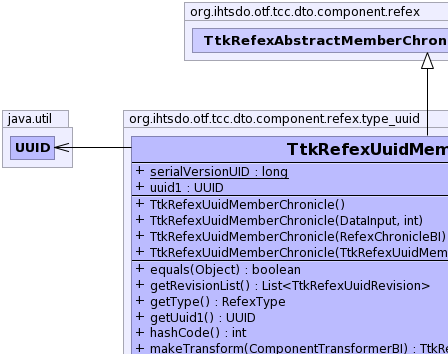 org.ihtsdo.otf.tcc.dto.component.refex
TtkRefexAbstractMemberChron
java.util
UUID
org.ihtsdo.otf.tcc.dto.component.refex.type_uuid
TtkRefexUuidMem
+ serialVersionUID : long
+ uuid1 : UUID
+ TtkRefexUuidMemberChronicle()
+ TtkRefexUuidMemberChronicle(DataInput, int)
+ TtkRefexUuidMemberChronicle(RefexChronicleBI)
+ TtkRefexUuidMemberChronicle(TtkRefexUuidMem
+ equals(Object) : boolean
+ getRevisionList() : List<TtkRefexUuidRevision>
+ getType() : RefexType
+ getUuid1() : UUID
+ hashCode() : int
+ makeTransform(ComponentTransformerBI) : TtkRe